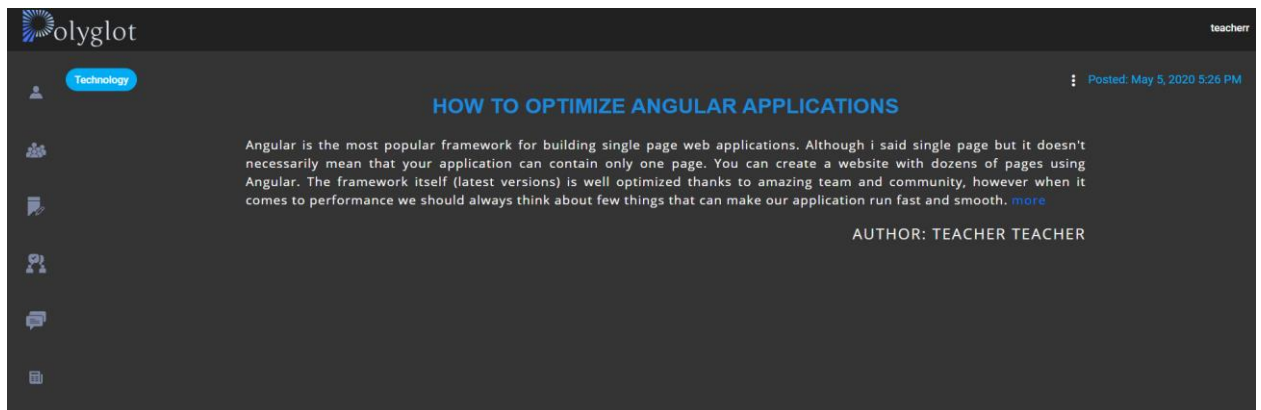 Polyglot
teacherr
Technology
Posted: May 5, 2020 5:26 PM
HOW TO OPTIMIZE ANGULAR APPLICATIONS
Angular is the most popular framework for building single page web applications. Although i said single page but it doesn't
necessarily mean that your application can contain only one page. You can create a website with dozens of pages using
Angular. The framework itself (latest versions) is well optimized thanks to amazing team and community, however when it
comes to performance we should always think about few things that can make our application run fast and smooth. more
AUTHOR: TEACHER TEACHER